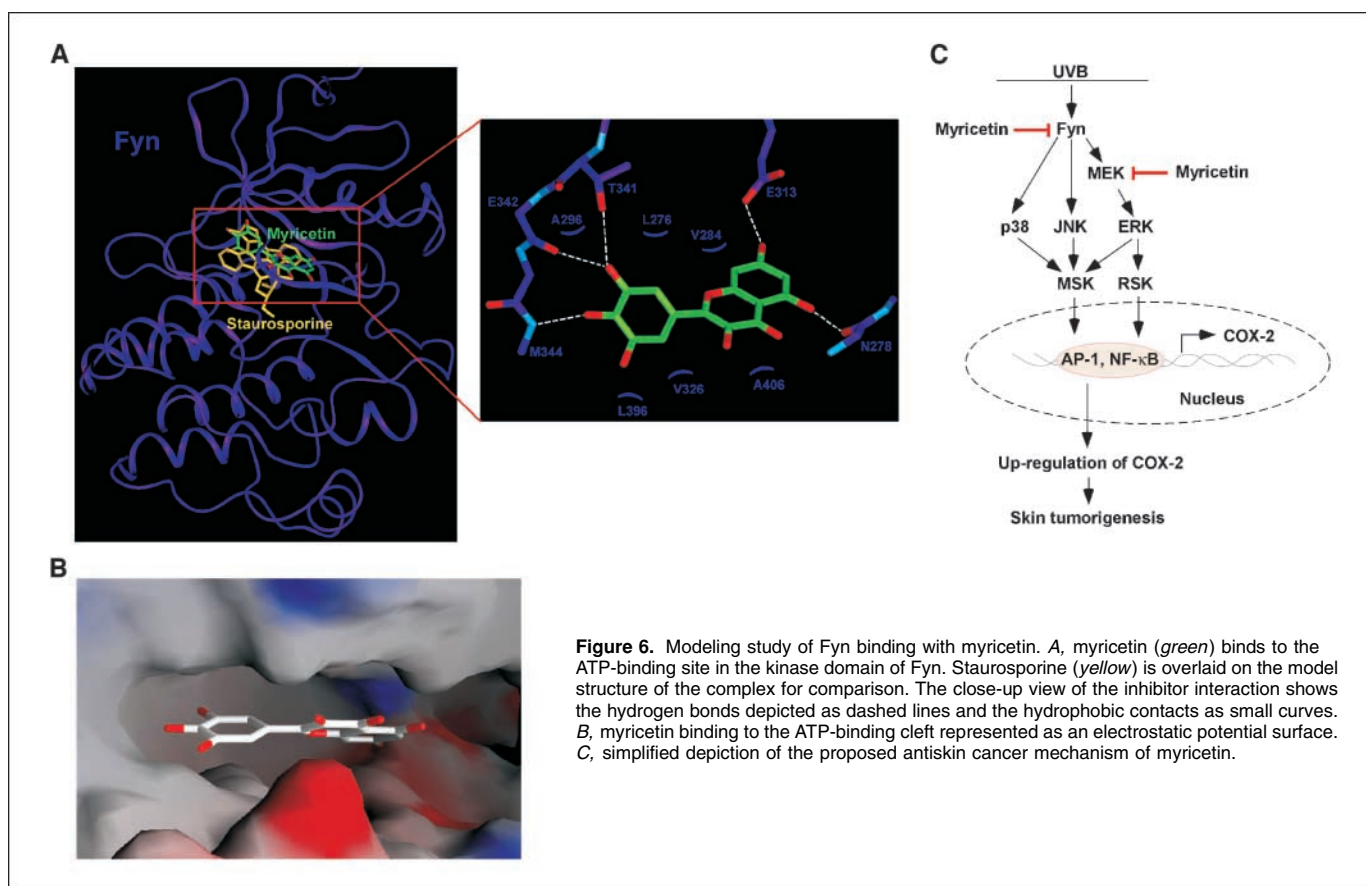 A
Fyn
Myricetin
Staurosporine
E342
T341
E313
A296
L276
V284
M344
N278
V326
A406
L396
B
C
UVB
Myricetin
Fyn
MEK
Myricetin
p38
JNK
ERK
MSK
RSK
COX-2
AP-1, NF-κB
Nucleus
Up-regulation of COX-2
Skin tumorigenesis
Figure 6. Modeling study of Fyn binding with myricetin. A, myricetin (green) binds to the
ATP-binding site in the kinase domain of Fyn. Staurosporine (yellow) is overlaid on the model
structure of the complex for comparison. The close-up view of the inhibitor interaction shows
the hydrogen bonds depicted as dashed lines and the hydrophobic contacts as small curves.
B, myricetin binding to the ATP-binding cleft represented as an electrostatic potential surface.
C, simplified depiction of the proposed antiskin cancer mechanism of myricetin.